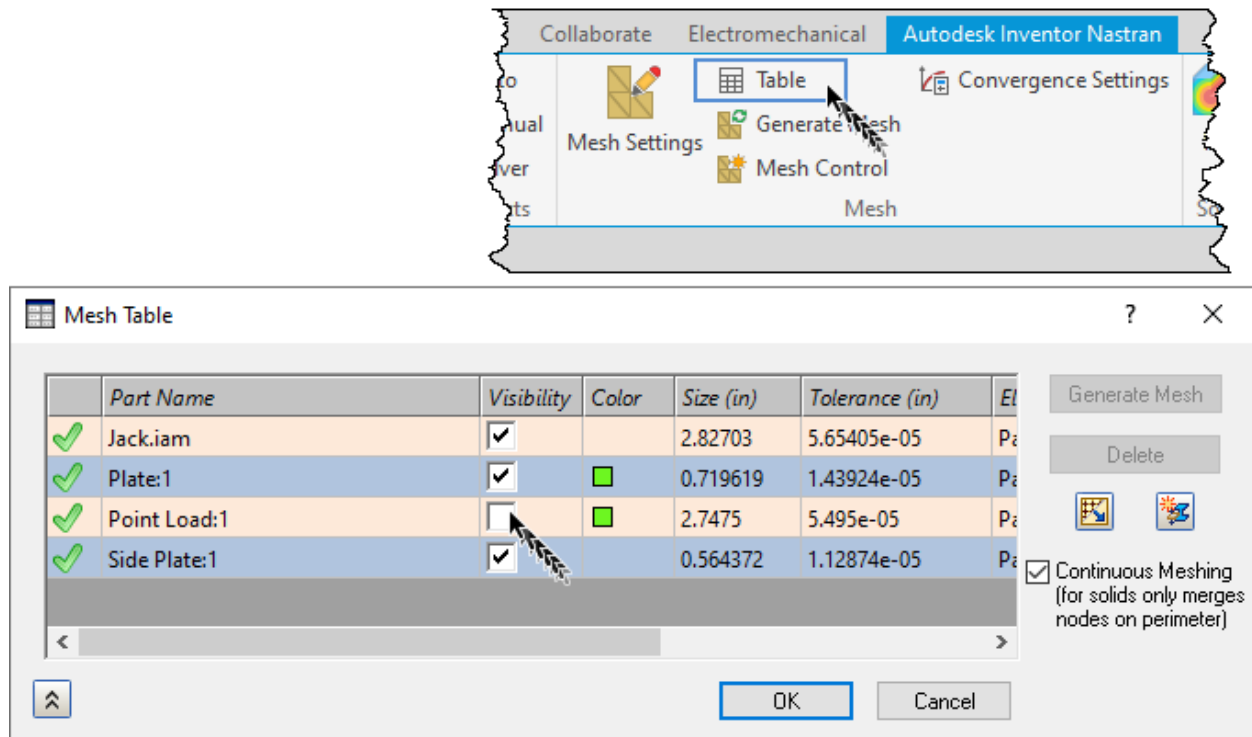 Collaborate Electromechanical Autodesk Inventor Nastran
Table Convergence Settings
Generate Mesh
Mesh Settings
Mesh Control
Mesh
Mesh Table ?
Part Name Visibility Color Size (in) Tolerance (in)
Jack.iam 2.82703 5.65405e-05
Plate:1 0.719619 1.43924e-05
Point Load:1 2.7475 5.495e-05
Side Plate:1 0.564372 1.12874e-05
Generate Mesh
Delete
Continuous Meshing
(for solids only merges
nodes on perimeter)
OK Cancel